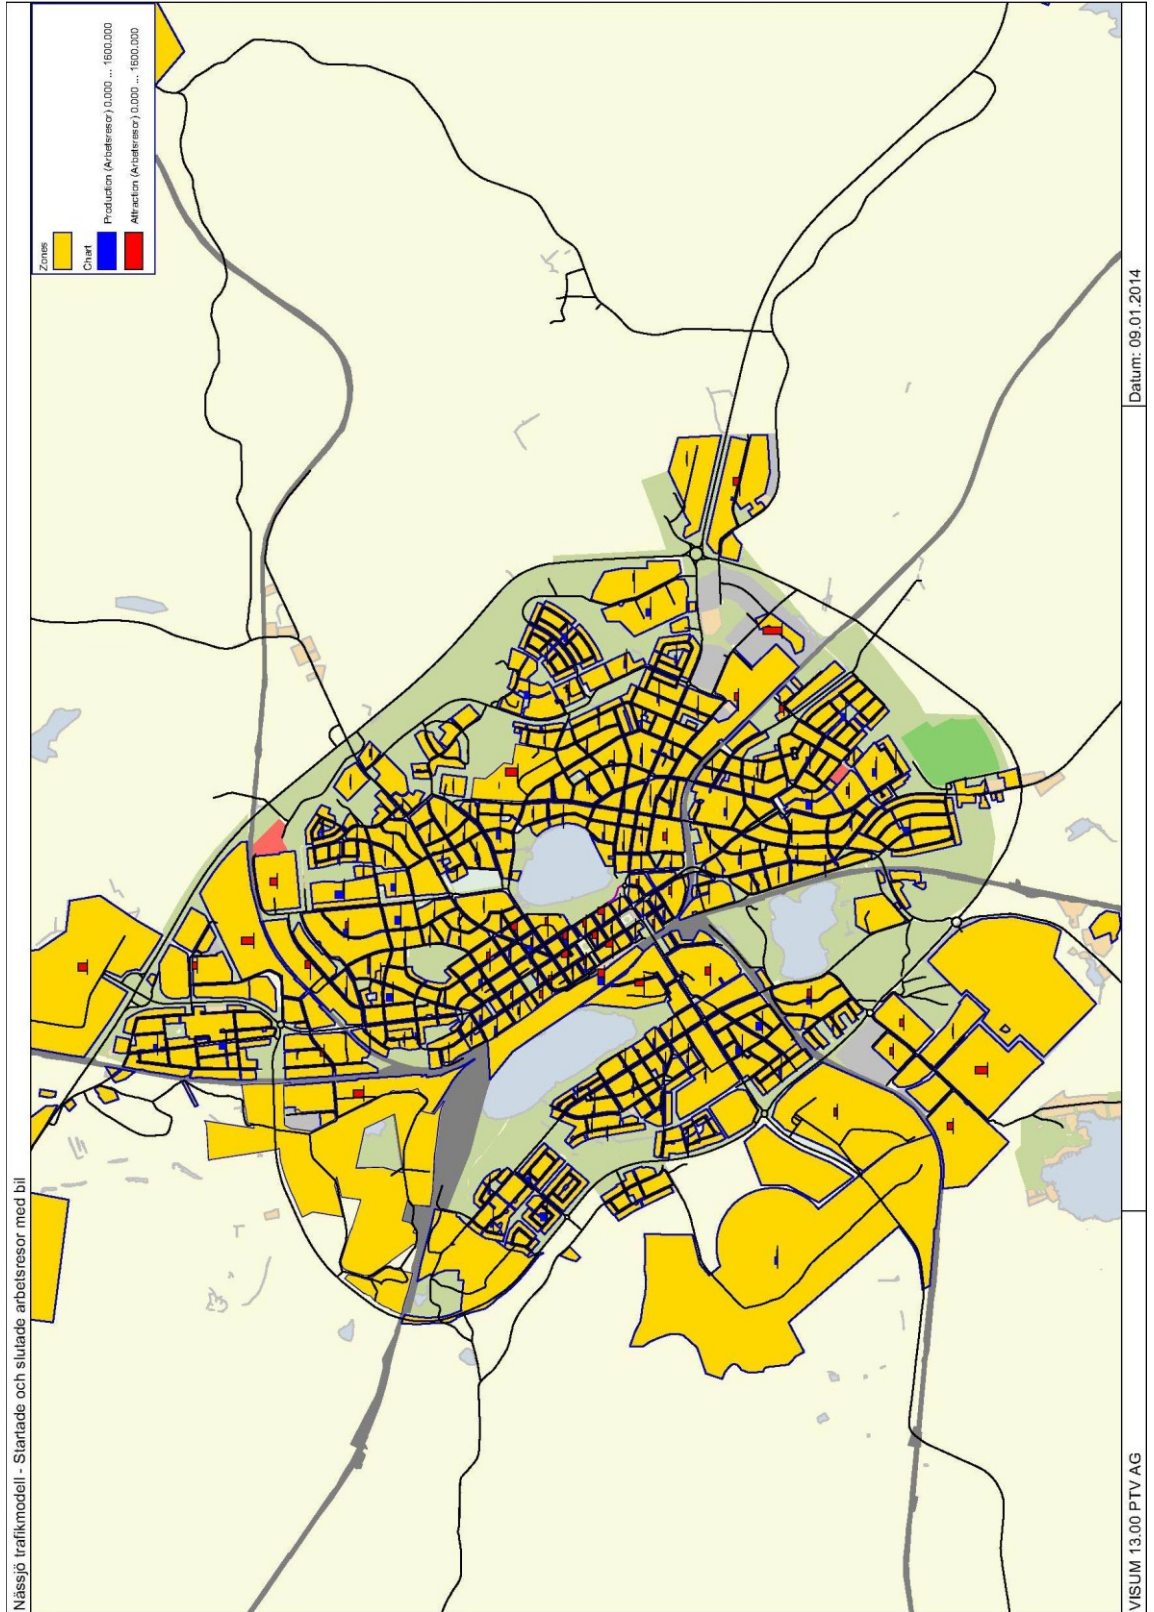 Nässjö trafikmodell - Startade och slutade arbetsresor med bil
Zones
Chart
Production (Arbetsresor) 0.000 ... 1600.000
Attraction (Arbetsresor) 0.000 ... 1600.000
VISUM 13.00 PTV AG
Datum: 09.01.2014